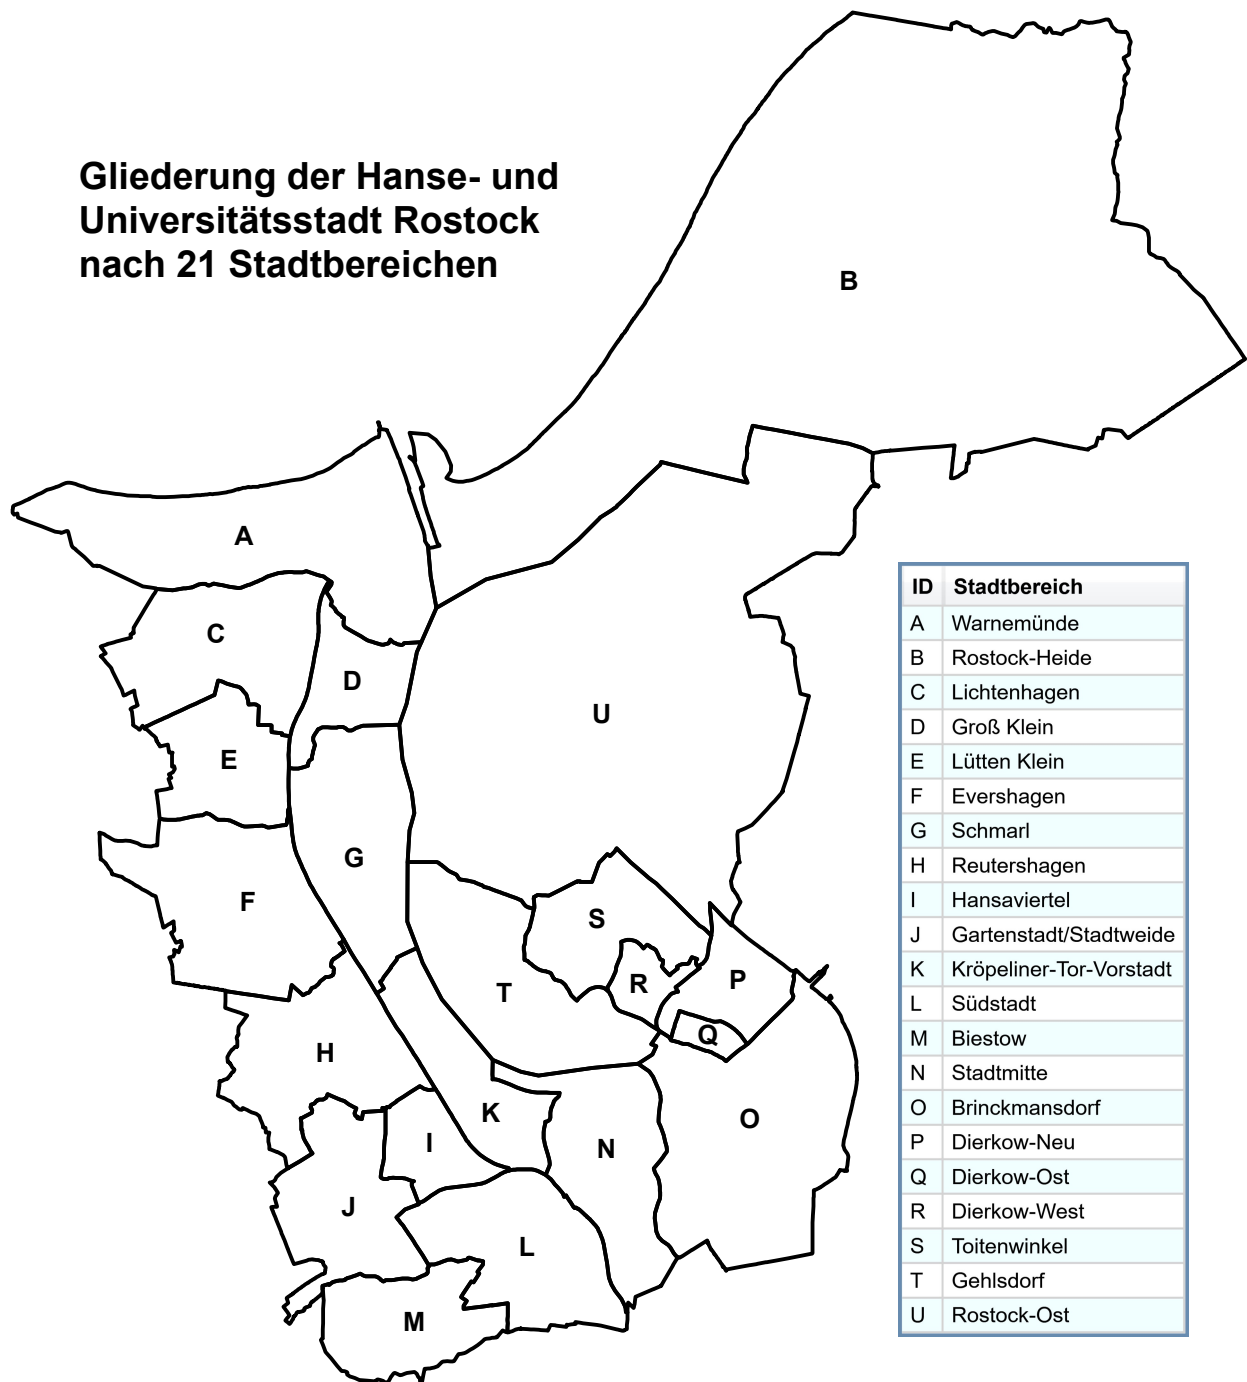 Gliederung der Hanse- und
Universitätsstadt Rostock
nach 21 Stadtbereichen
B
A
C
D
U
E
G
F
S
P
R
T
Q
H
K
O
I
N
J
L
M
ID Stadtbereich
A Warnemünde
B Rostock-Heide
C Lichtenhagen
D Groß Klein
E Lütten Klein
F Evershagen
G Schmarl
H Reutershagen
I Hansaviertel
J Gartenstadt/Stadtweide
K Kröpeliner-Tor-Vorstadt
L Südstadt
M Biestow
N Stadtmitte
O Brinckmansdorf
P Dierkow-Neu
Q Dierkow-Ost
R Dierkow-West
S Toitenwinkel
T Gehlsdorf
U Rostock-Ost